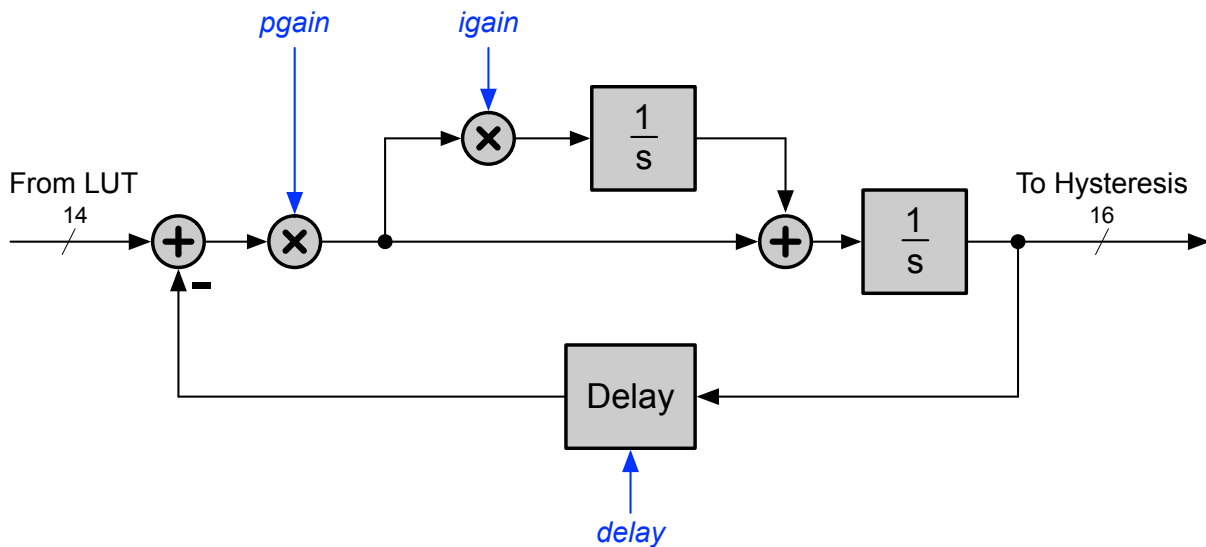 pgain
igain
1
s
From LUT
14
1
s
To Hysteresis
16
Delay
delay